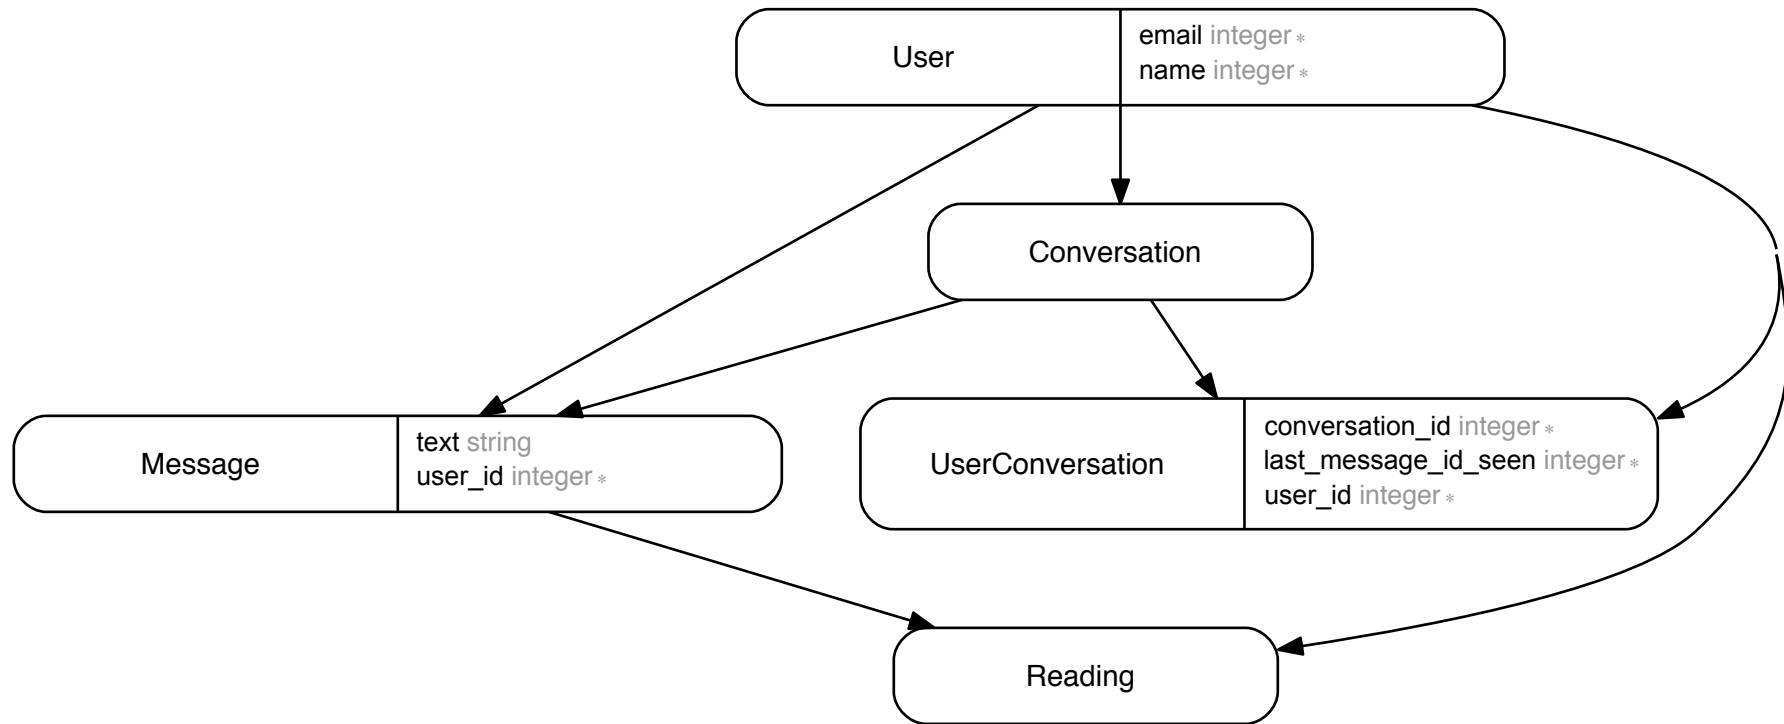 User
email integer *
name integer *
Conversation
Message
text string
user_id integer *
UserConversation
conversation_id integer *
last_message_id_seen integer *
user_id integer *
Reading